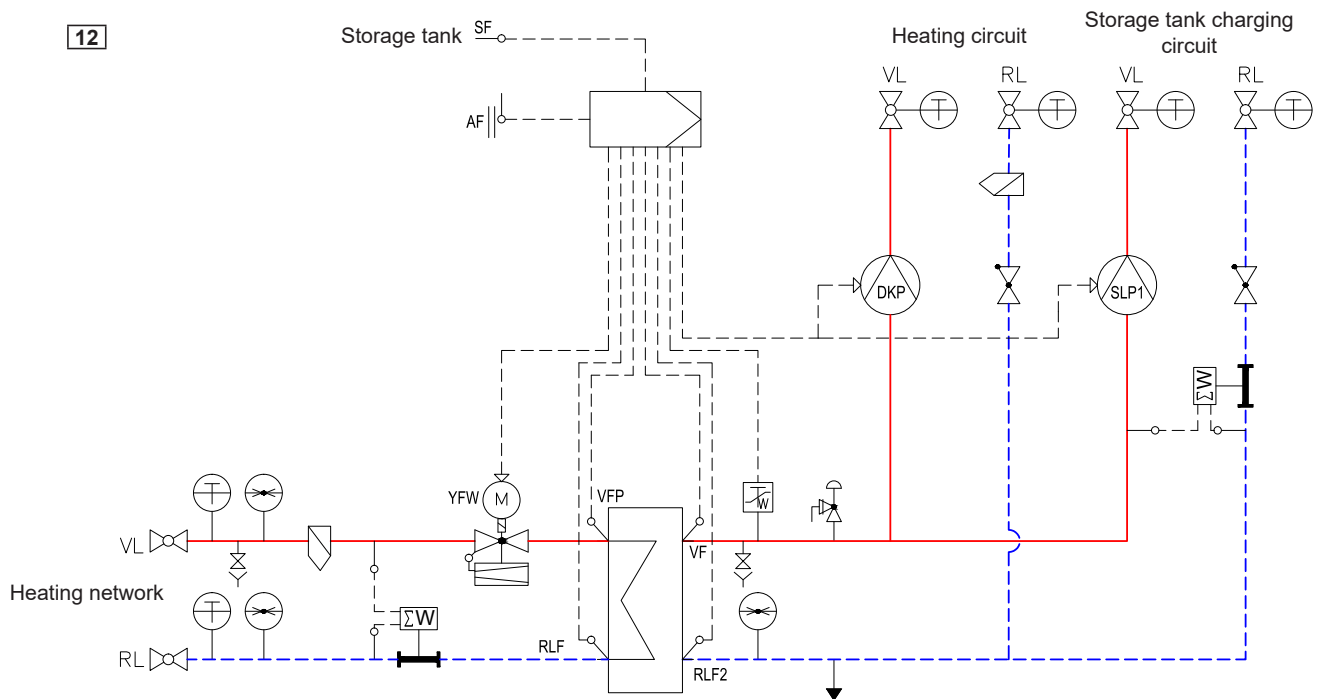 12
Storage tank
SF
Heating circuit
Storage tank charging
circuit
VL
RL
VL
RL
T
T
T
T
AF
DKP
SLP1
ΣW
YFW
M
VFP
T
W
VF
T
VL
Heating network
T
ΣW
RL
RLF
RLF2